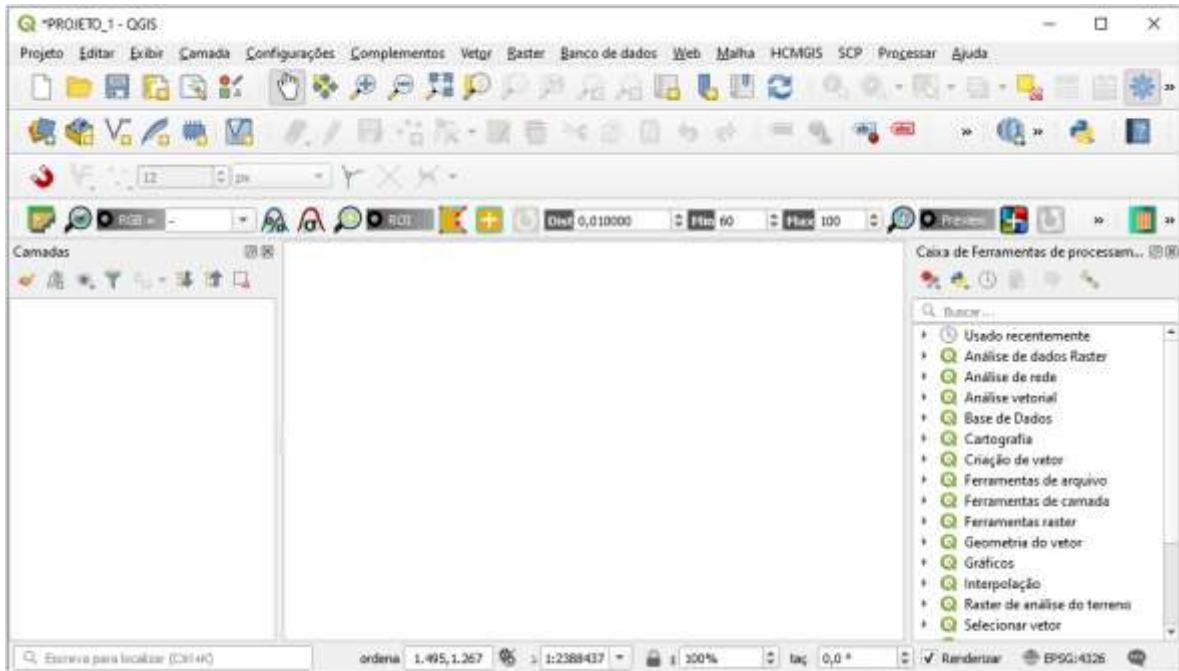 *PROJETO_1 - QGIS
Projeto Editar Exibir Camada Configurações Complementos Vetor Raster Banco de dados Web Malha HCMGIS SCP Processar Ajuda
12 px
RGB = - ROI Dist 0,010000 Min 60 Max 100 Preview
Camadas
Caixa de Ferramentas de processam...
Buscar...
Usado recentemente
Análise de dados Raster
Análise de rede
Análise vetorial
Base de Dados
Cartografia
Criação de vetor
Ferramentas de arquivo
Ferramentas de camada
Ferramentas raster
Geometria do vetor
Gráficos
Interpolação
Raster de análise do terreno
Selecionar vetor
Escreva para localizar (Ctrl+K) ordena 1.495,1.267 1:2388437 100% taç 0,0 ° Renderizar EPSG:4326